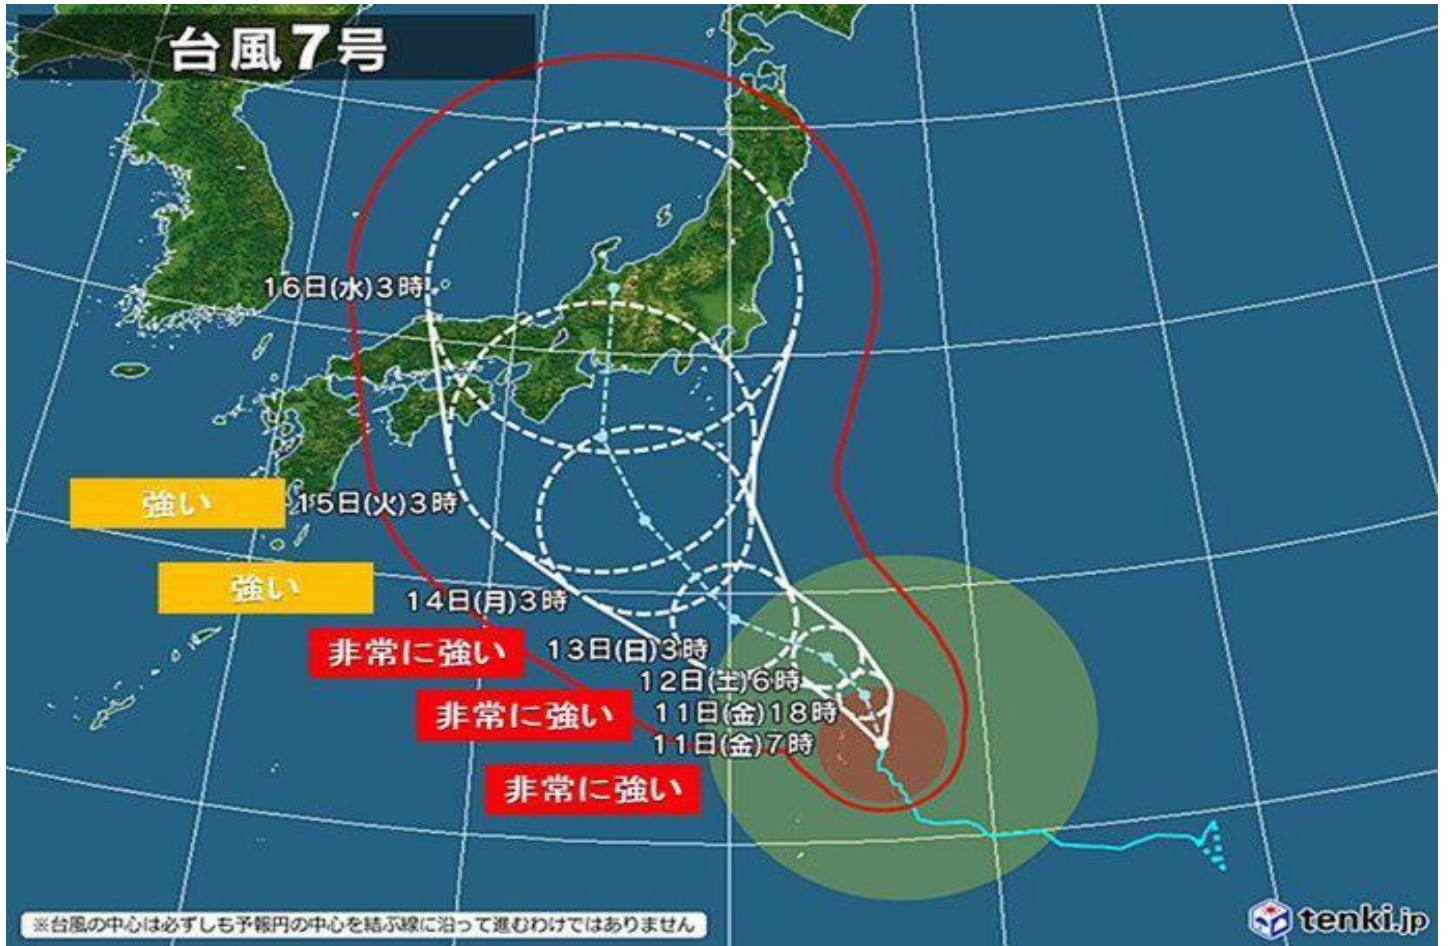 台風7号
16日(水)3時
強い
15日(火)3時
強い
14日(月)3時
非常に強い
13日(日)3時
12日(土)6時
非常に強い
11日(金)18時
11日(金)7時
非常に強い
※台風の中心は必ずしも予報円の中心を結ぶ線に沿って進むわけではありません
tenki.jp